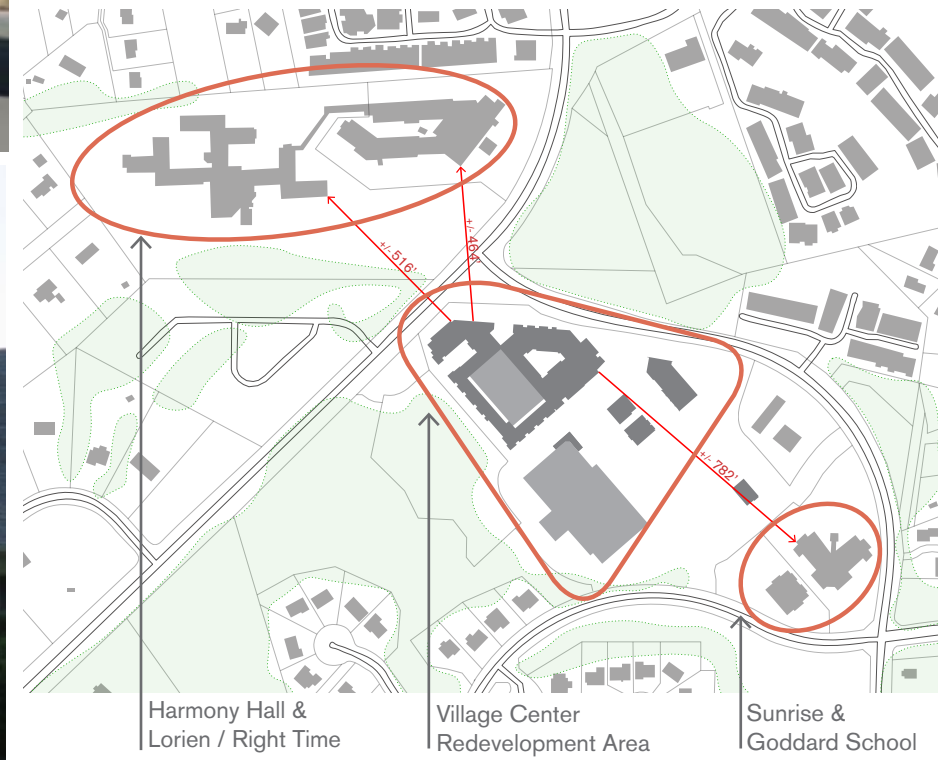 +/- 516'
+/- 464'
+/- 782'
Harmony Hall &
Lorien / Right Time
Village Center
Redevelopment Area
Sunrise &
Goddard School